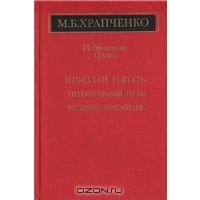 М.Б.ХРАПЧЕНКО
Избранные
труды
НИКОЛАЙ ГОГОЛЬ
ЛИТЕРАТУРНЫЙ ПУТЬ
ВЕЛИЧИЕ ПИСАТЕЛЯ
OZON.RU